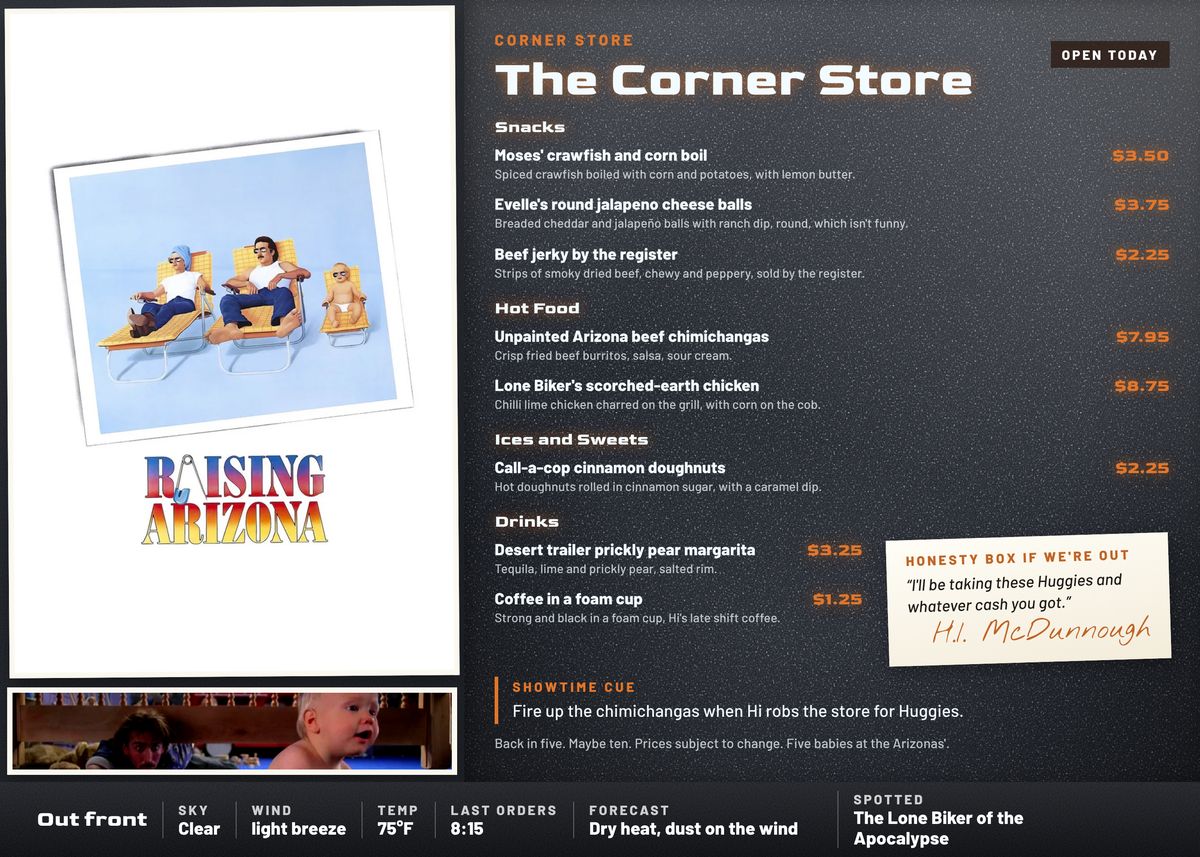 RAISING
ARIZONA
CORNER STORE
The Corner Store
OPEN TODAY
Snacks
Moses' crawfish and corn boil $3.50
Spiced crawfish boiled with corn and potatoes, with lemon butter.
Evelle's round jalapeno cheese balls $3.75
Breaded cheddar and jalapeño balls with ranch dip, round, which isn't funny.
Beef jerky by the register $2.25
Strips of smoky dried beef, chewy and peppery, sold by the register.
Hot Food
Unpainted Arizona beef chimichangas $7.95
Crisp fried beef burritos, salsa, sour cream.
Lone Biker's scorched-earth chicken $8.75
Chilli lime chicken charred on the grill, with corn on the cob.
Ices and Sweets
Call-a-cop cinnamon doughnuts $2.25
Hot doughnuts rolled in cinnamon sugar, with a caramel dip.
Drinks
Desert trailer prickly pear margarita $3.25
Tequila, lime and prickly pear, salted rim.
Coffee in a foam cup $1.25
Strong and black in a foam cup, Hi's late shift coffee.
HONESTY BOX IF WE'RE OUT
“I'll be taking these Huggies and
whatever cash you got.”
H.I. McDunnough
SHOWTIME CUE
Fire up the chimichangas when Hi robs the store for Huggies.
Back in five. Maybe ten. Prices subject to change. Five babies at the Arizonas'.
Out front
SKY
Clear
WIND
light breeze
TEMP
75°F
LAST ORDERS
8:15
FORECAST
Dry heat, dust on the wind
SPOTTED
The Lone Biker of the
Apocalypse